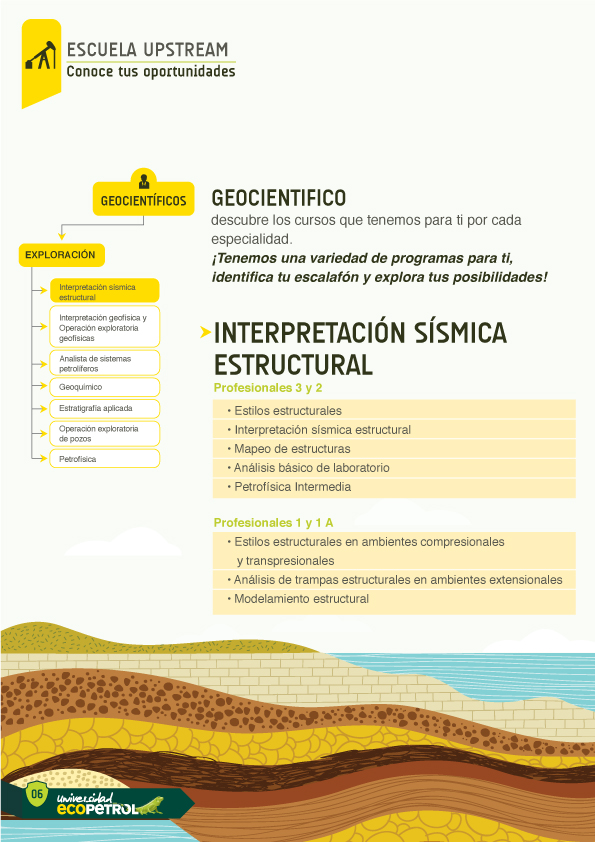 ESCUELA UPSTREAM
Conoce tus oportunidades
GEOCIENTÍFICOS
EXPLORACIÓN
Interpretación sísmica
estructural
Interpretación geofísica y
Operación exploratoria
geofísicas
Analista de sistemas
petrolíferos
Geoquímico
Estratigrafía aplicada
Operación exploratoria
de pozos
Petrofísica
GEOCIENTIFICO
descubre los cursos que tenemos para ti por cada
especialidad.
¡Tenemos una variedad de programas para ti,
identifica tu escalafón y explora tus posibilidades!
INTERPRETACIÓN SÍSMICA
ESTRUCTURAL
Profesionales 3 y 2
• Estilos estructurales
• Interpretación sísmica estructural
• Mapeo de estructuras
• Análisis básico de laboratorio
• Petrofísica Intermedia
Profesionales 1 y 1 A
• Estilos estructurales en ambientes compresionales
y transpresionales
• Análisis de trampas estructurales en ambientes extensionales
• Modelamiento estructural
06
universidad
ecopetrol